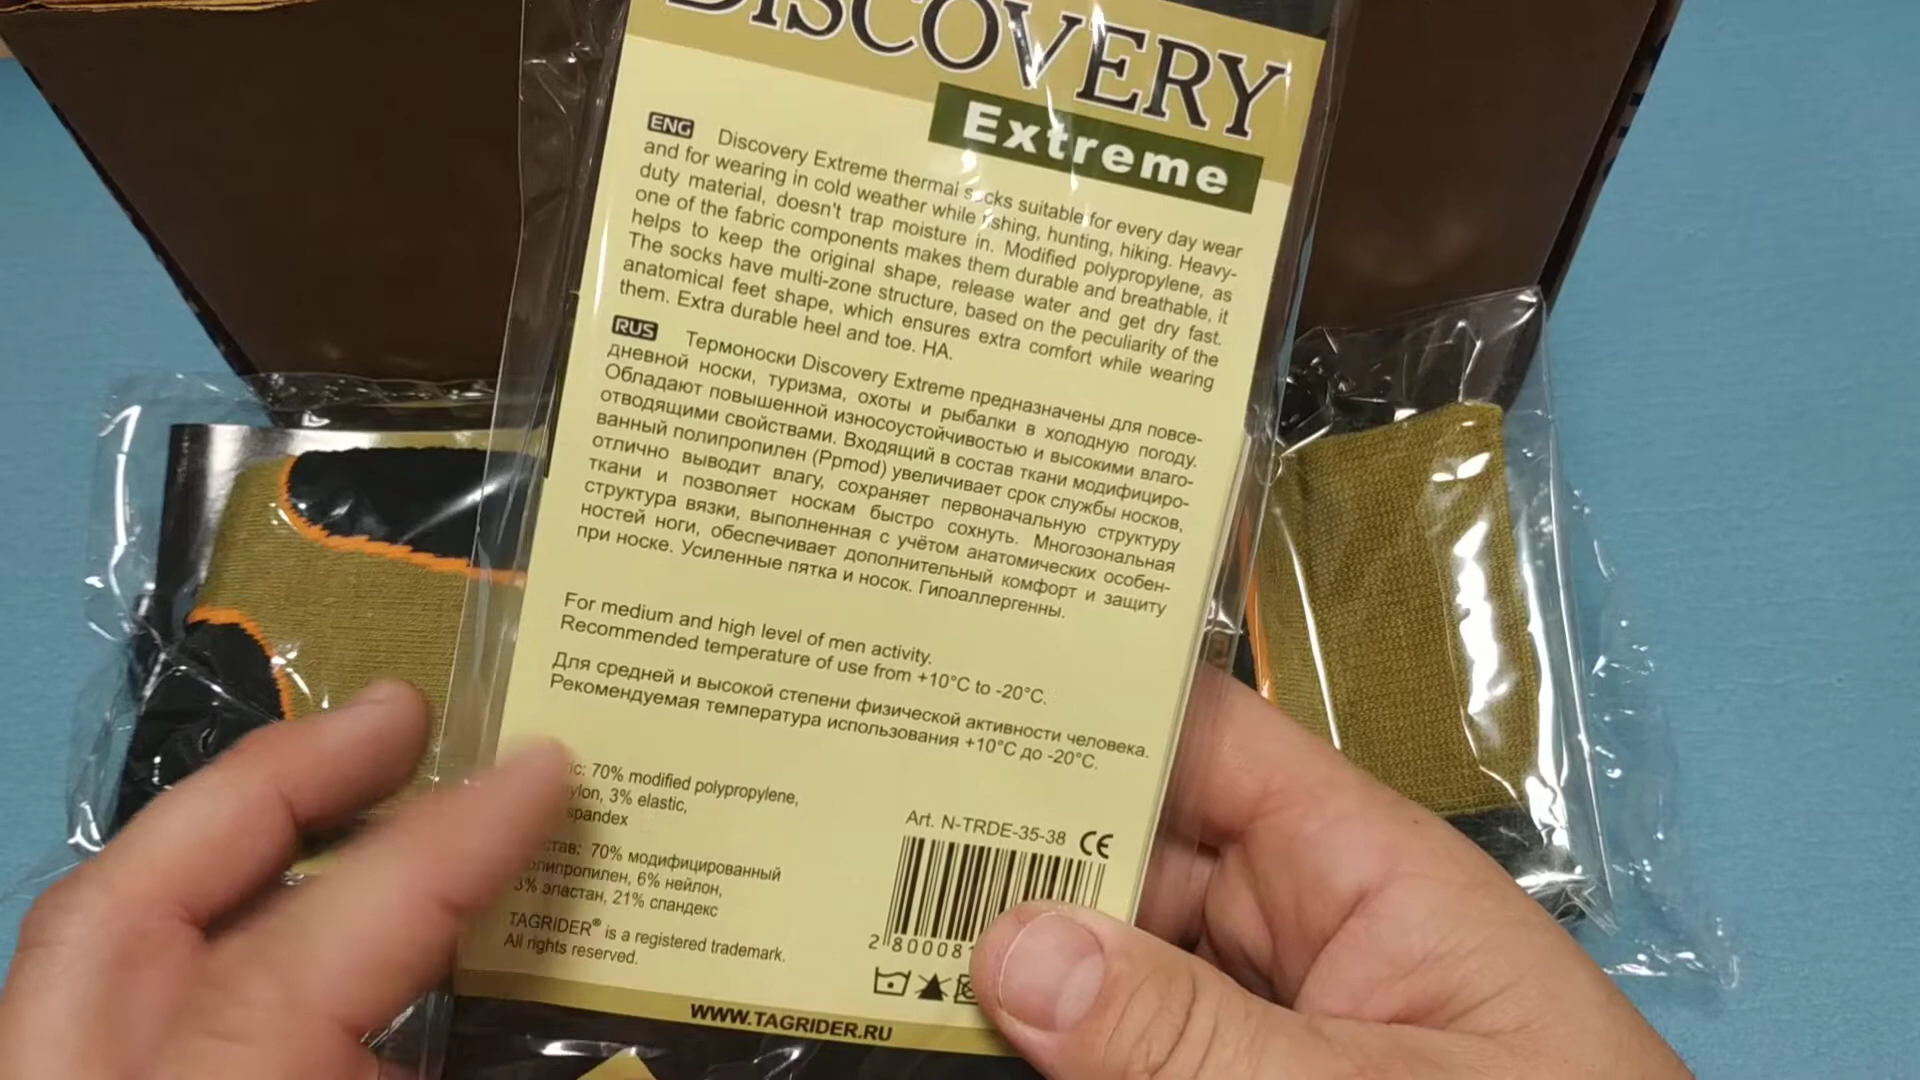 DISCOVERY
Extreme
ENG Discovery Extreme thermal socks suitable for every day wear
and for wearing in cold weather while fishing, hunting, hiking. Heavy-
duty material, doesn't trap moisture in. Modified polypropylene, as
one of the fabric components makes them durable and breathable, it
helps to keep the original shape, release water and get dry fast.
The socks have multi-zone structure, based on the peculiarity of the
anatomical feet shape, which ensures extra comfort while wearing
them. Extra durable heel and toe. HA.
RUS Термоноски Discovery Extreme предназначены для повсе-
дневной носки, туризма, охоты и рыбалки в холодную погоду.
Обладают повышенной износоустойчивостью и высокими влаго-
отводящими свойствами. Входящий в состав ткани модифициро-
ванный полипропилен (Ppmod) увеличивает срок службы носков,
отлично выводит влагу, сохраняет первоначальную структуру
ткани и позволяет носкам быстро сохнуть. Многозональная
структура вязки, выполненная с учётом анатомических особен-
ностей ноги, обеспечивает дополнительный комфорт и защиту
при носке. Усиленные пятка и носок. Гипоаллергенны.
For medium and high level of men activity.
Recommended temperature of use from +10°C to -20°C.
Для средней и высокой степени физической активности человека.
Рекомендуемая температура использования +10°C до -20°C.
70% modified polypropylene,
3% elastic,
spandex
70% модифицированный
полипропилен, 6% нейлон,
3% эластан, 21% спандекс
TAGRIDER® is a registered trademark.
All rights reserved.
Art. N-TRDE-35-38 CE
2 80008
WWW.TAGRIDER.RU